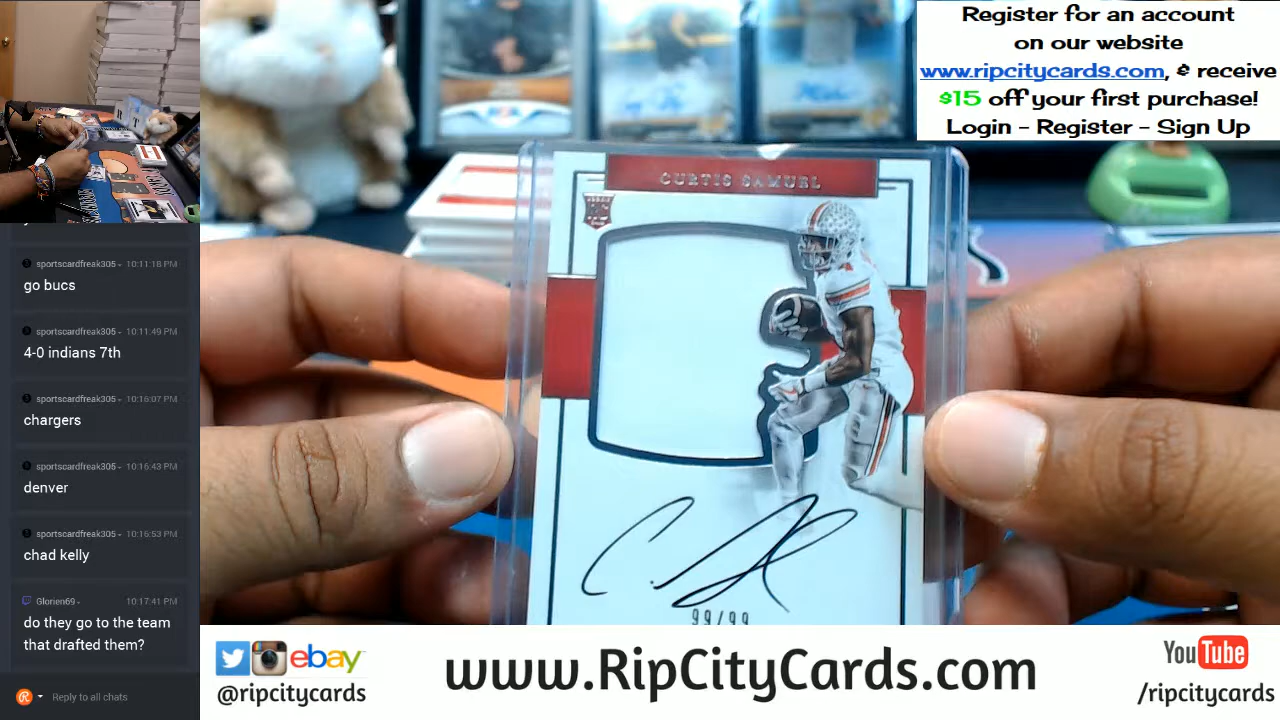 Register for an account
on our website
www.ripcitycards.com, & receive
$15 off your first purchase!
Login - Register - Sign Up
CURTIS SAMUEL
99/99
sportscardfreak305 - 10:11:18 PM
go bucs
sportscardfreak305 - 10:11:49 PM
4-0 indians 7th
sportscardfreak305 - 10:16:07 PM
chargers
sportscardfreak305 - 10:16:43 PM
denver
sportscardfreak305 - 10:16:53 PM
chad kelly
Glorien69 - 10:17:41 PM
do they go to the team
that drafted them?
Reply to all chats
ebay
@ripcitycards
www.RipCityCards.com
YouTube
/ripcitycards